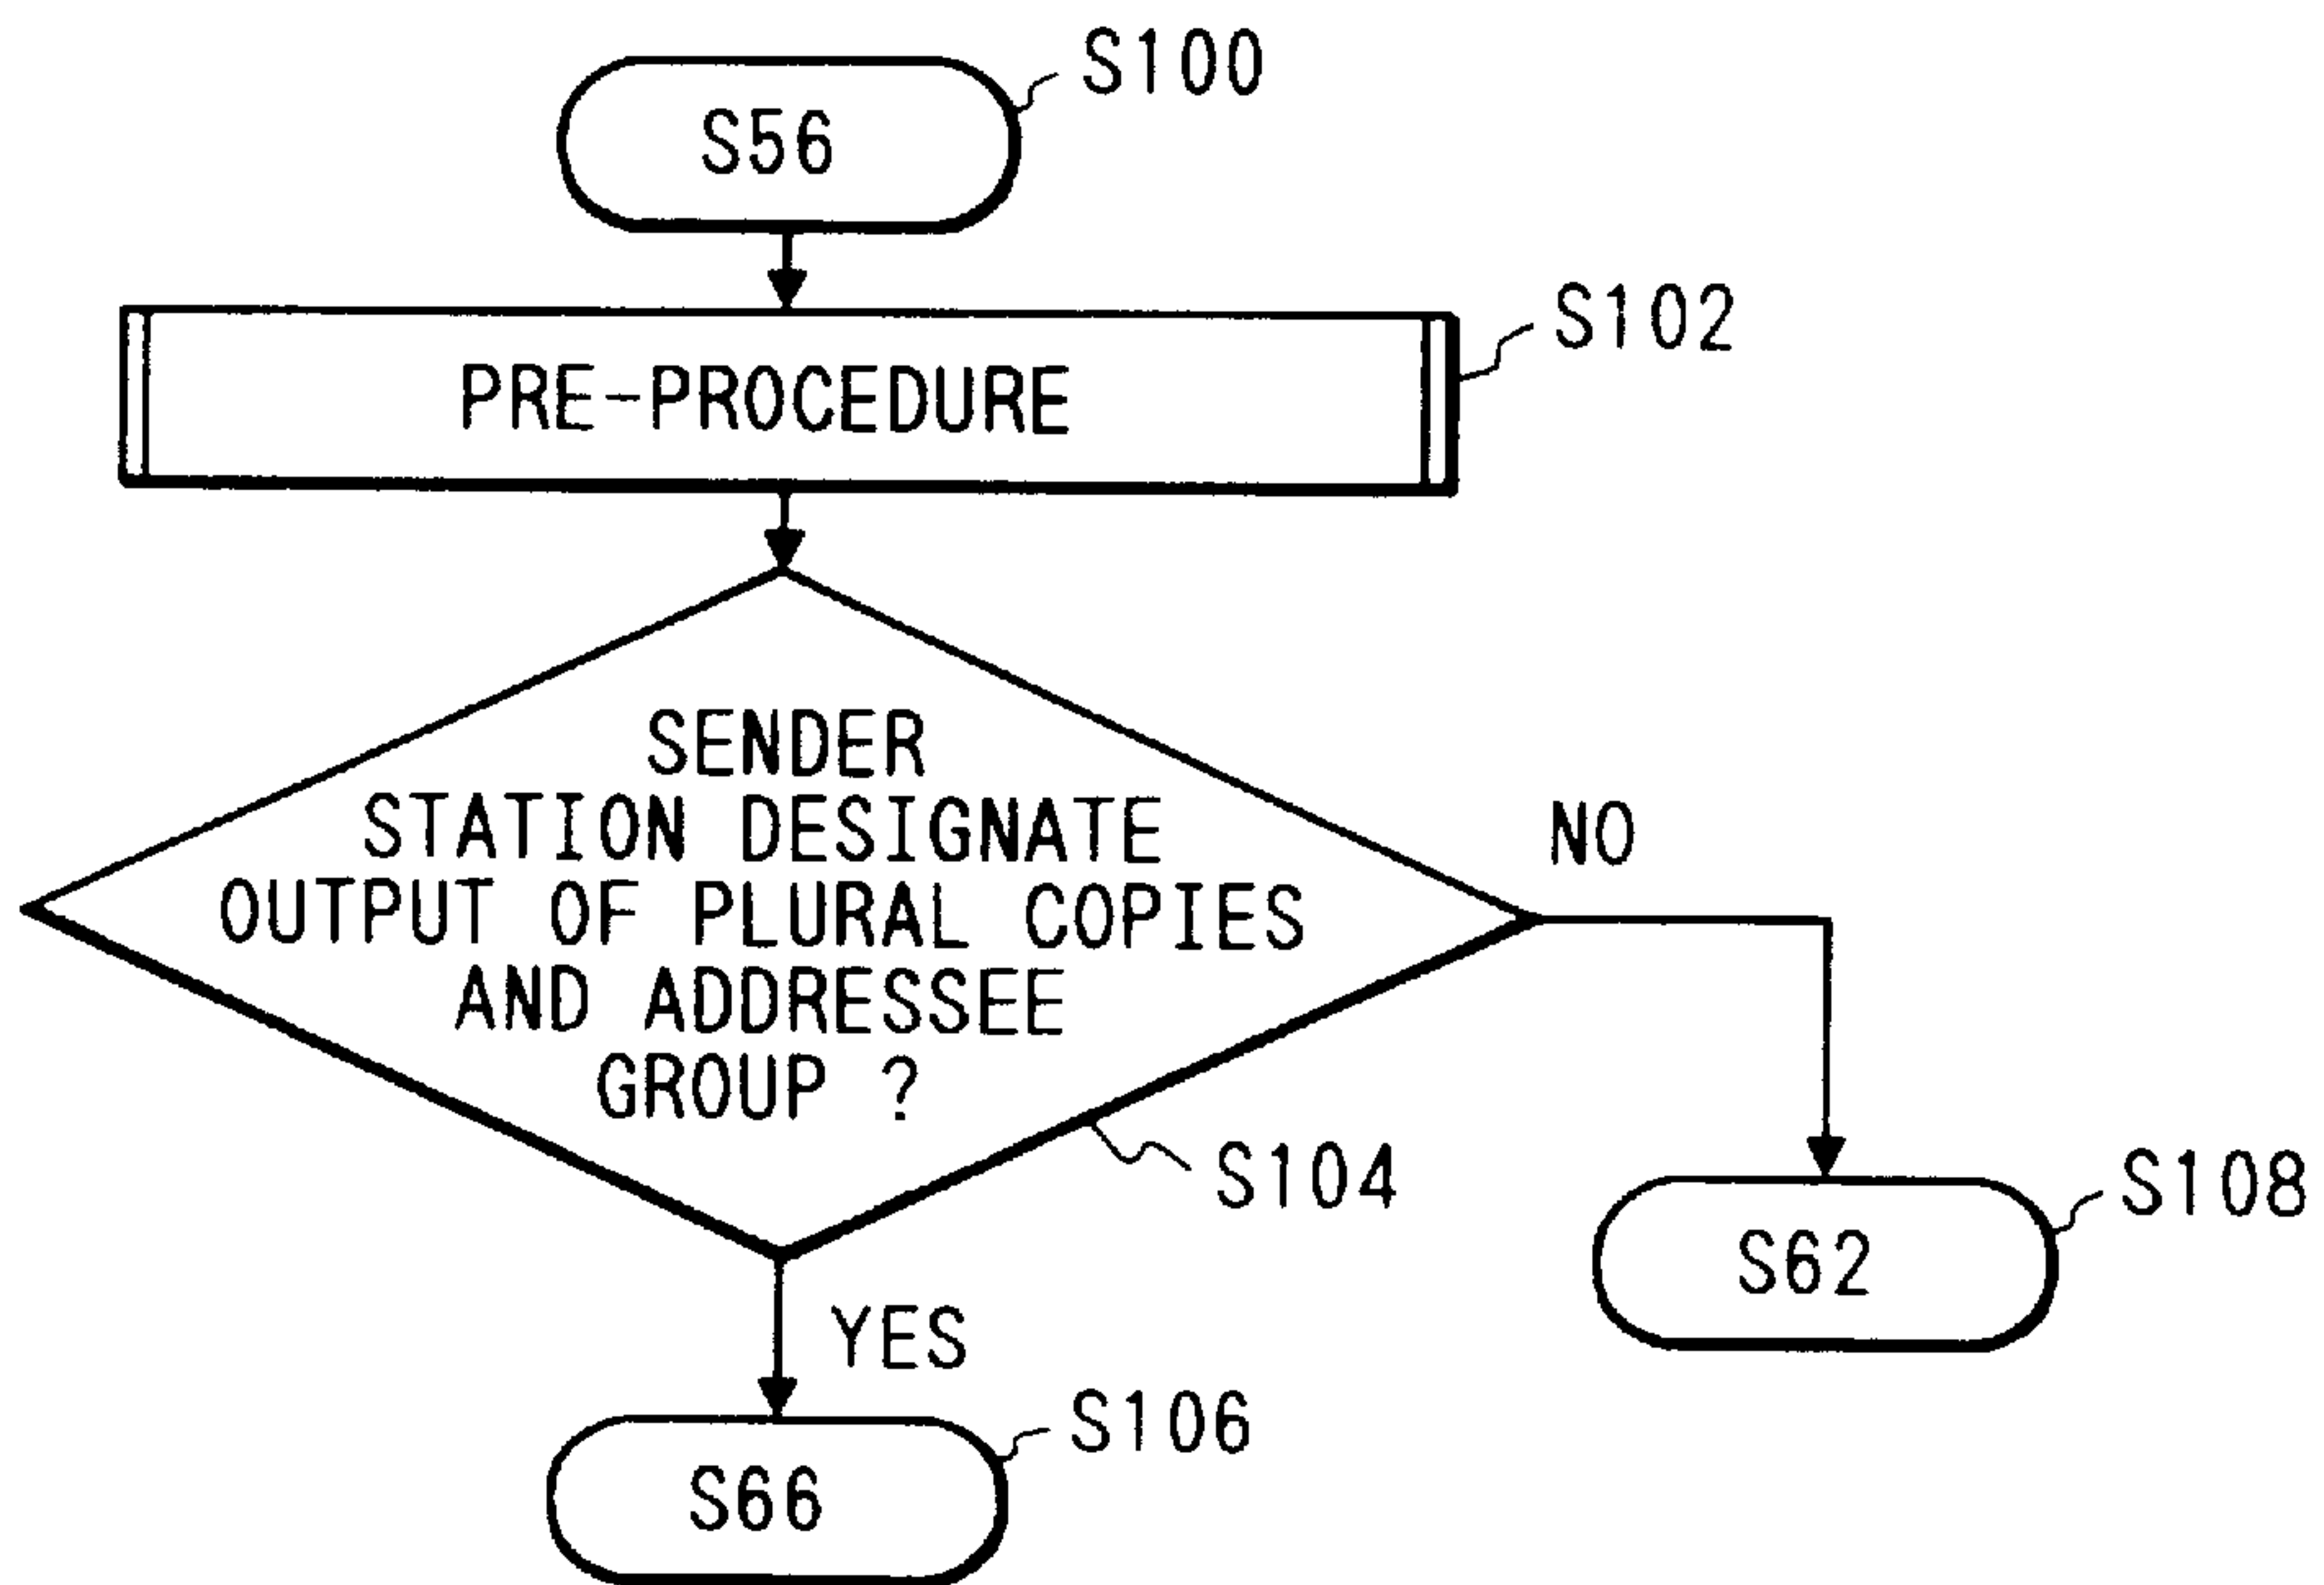 S100
S56
S102
PRE-PROCEDURE
SENDER
STATION DESIGNATE
OUTPUT OF PLURAL COPIES
AND ADDRESSEE
GROUP ?
NO
S104
S108
S62
YES
S106
S66